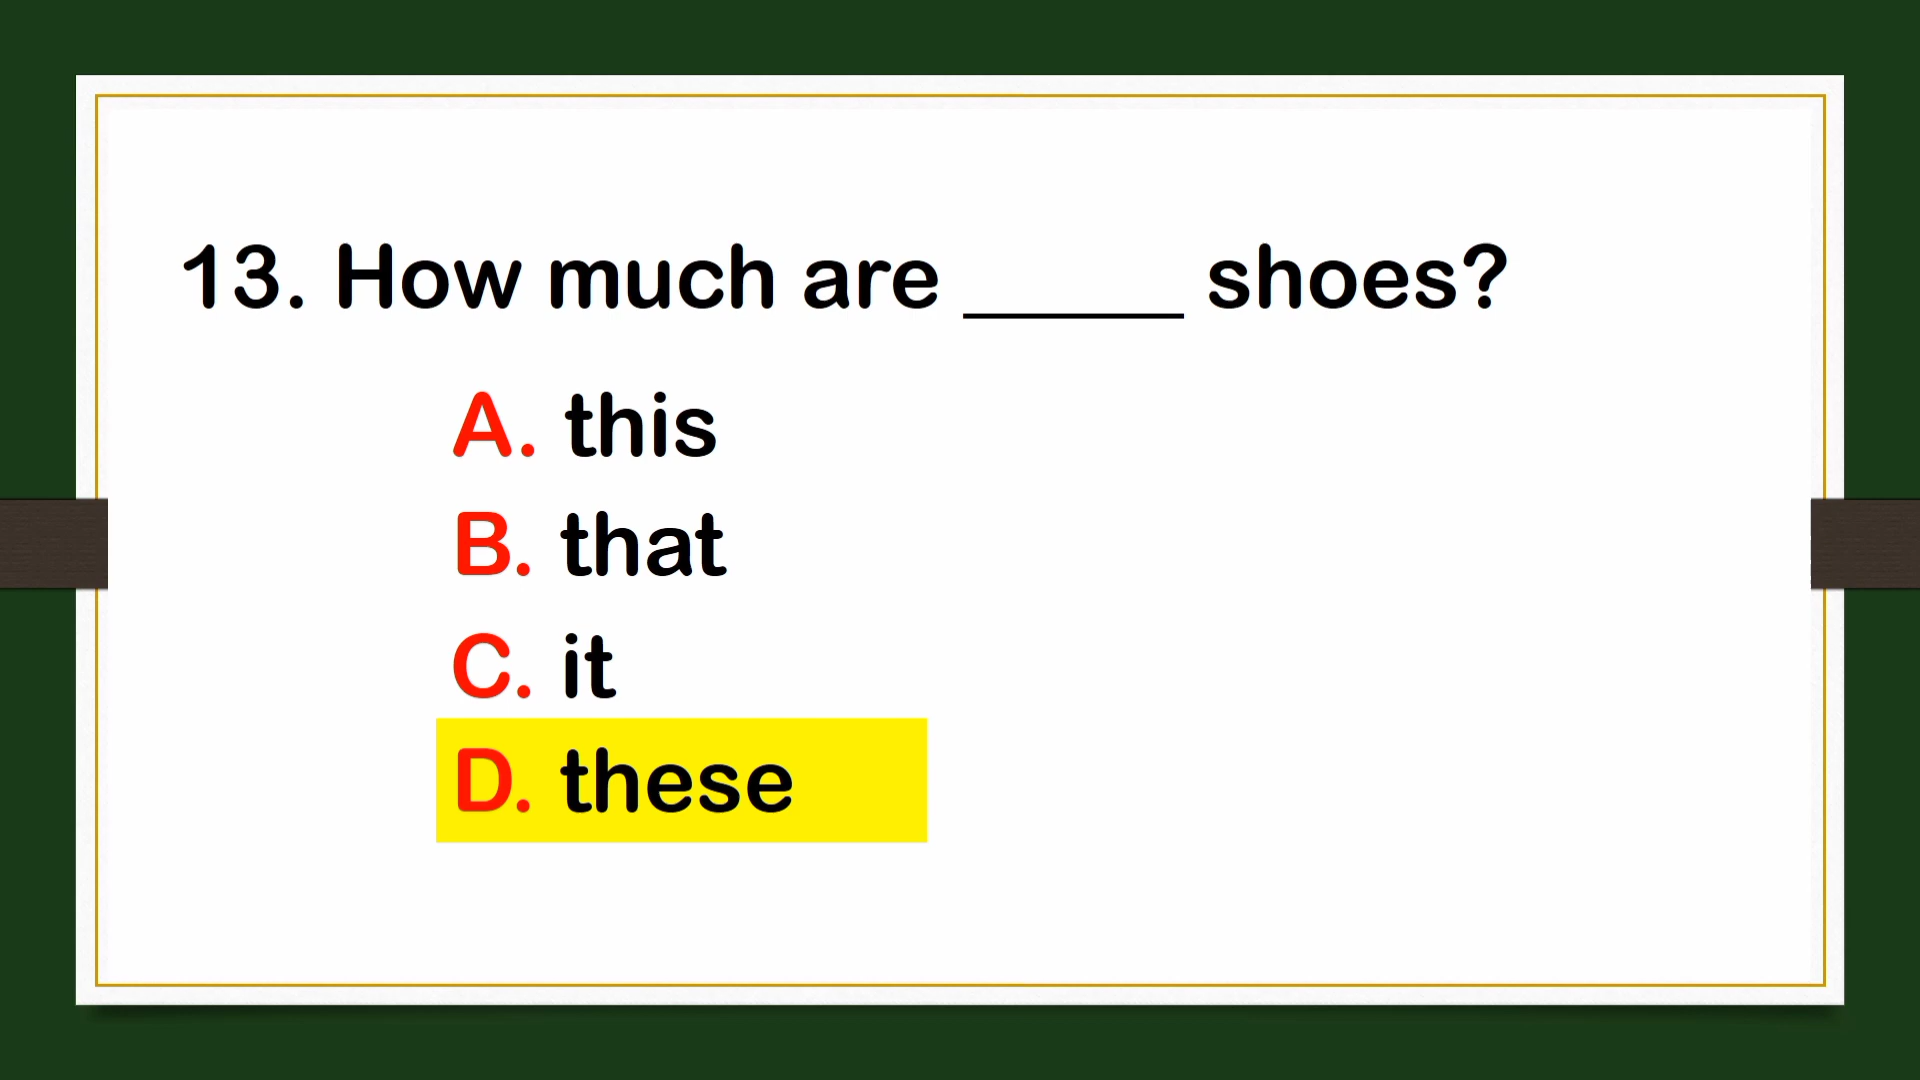 13. How much are _____ shoes?
A. this
B. that
C. it
D. these